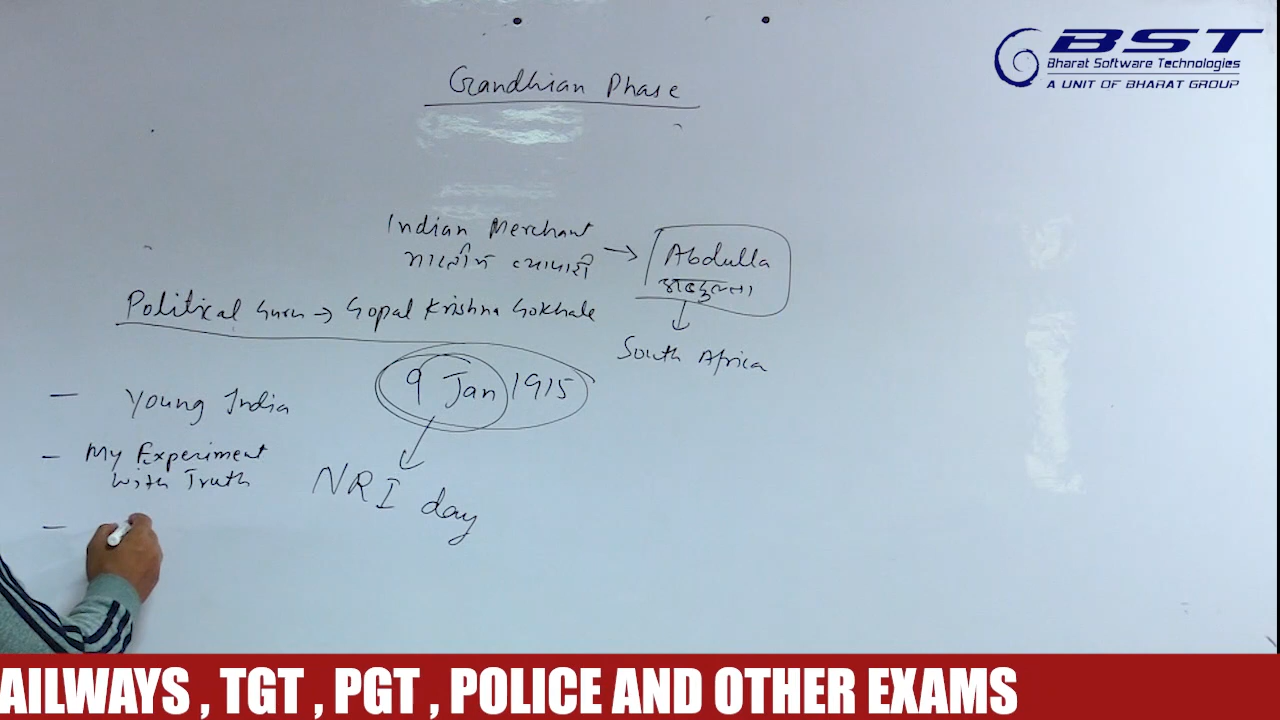 BST
Bharat Software Technologies
A UNIT OF BHARAT GROUP
Gandhian Phase
Indian Merchant → Abdulla
भारतीय व्यापारी अब्दुल्ला
Political Guru → Gopal Krishna Gokhale
South Africa
9 Jan 1915
– Young India
– My Experiment
With Truth
NRI day
–
AILWAYS , TGT , PGT , POLICE AND OTHER EXAMS